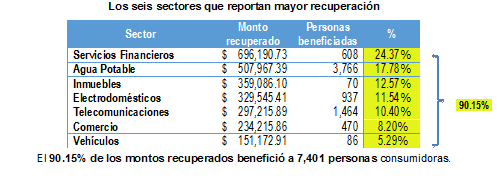 Los seis sectores que reportan mayor recuperación
Sector Monto recuperado Personas beneficiadas %
Servicios Financieros $ 696,190.73 608 24.37%
Agua Potable $ 507,967.39 3,766 17.78%
Inmuebles $ 359,086.10 70 12.57%
Electrodomésticos $ 329,545.41 937 11.54%
Telecomunicaciones $ 297,215.89 1,464 10.40%
Comercio $ 234,215.86 470 8.20%
Vehículos $ 151,172.91 86 5.29%
90.15%
El 90.15% de los montos recuperados benefició a 7,401 personas consumidoras.